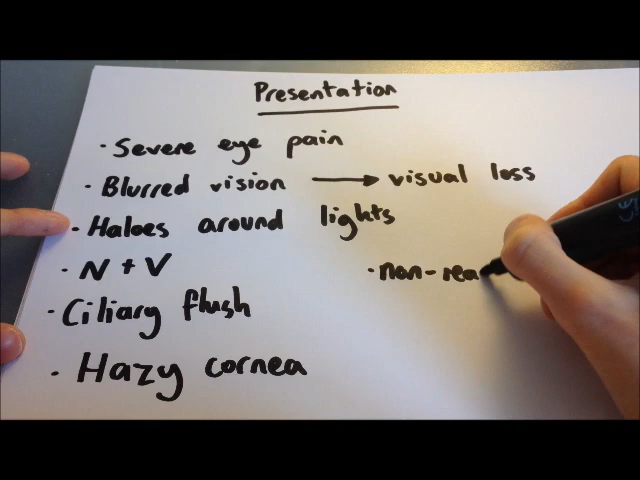 Presentation
· Severe eye pain
· Blurred vision → visual loss
· Haloes around lights
· N + V
· non-rea
· Ciliary flush
· Hazy cornea